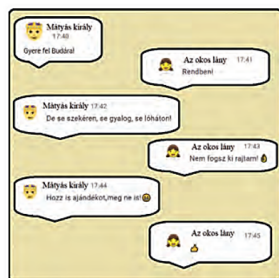 Mátyás király
17:40
Gyere fel Budára!
Az okos lány 17:41
Rendben!
Mátyás király 17:42
De se szekéren, se gyalog, se lóháton!
Az okos lány 17:43
Nem fogsz ki rajtam!
Mátyás király 17:44
Hozz is ajándékot,meg ne is!
Az okos lány 17:45